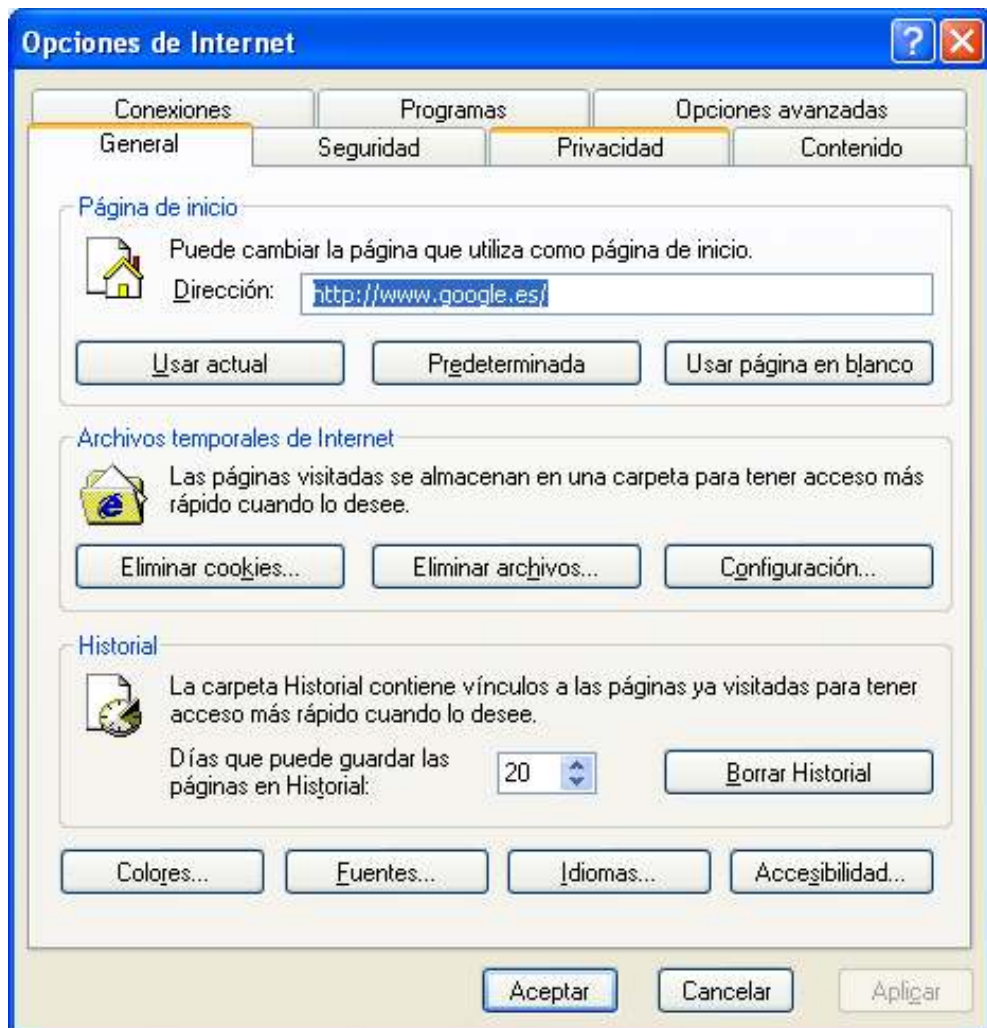 Opciones de Internet
Conexiones Programas Opciones avanzadas
General Seguridad Privacidad Contenido
Página de inicio
Puede cambiar la página que utiliza como página de inicio.
Dirección: http://www.google.es/
Usar actual Predeterminada Usar página en blanco
Archivos temporales de Internet
Las páginas visitadas se almacenan en una carpeta para tener acceso más
rápido cuando lo desee.
Eliminar cookies... Eliminar archivos... Configuración...
Historial
La carpeta Historial contiene vínculos a las páginas ya visitadas para tener
acceso más rápido cuando lo desee.
Días que puede guardar las
páginas en Historial: 20 Borrar Historial
Colores... Fuentes... Idiomas... Accesibilidad...
Aceptar Cancelar Aplicar